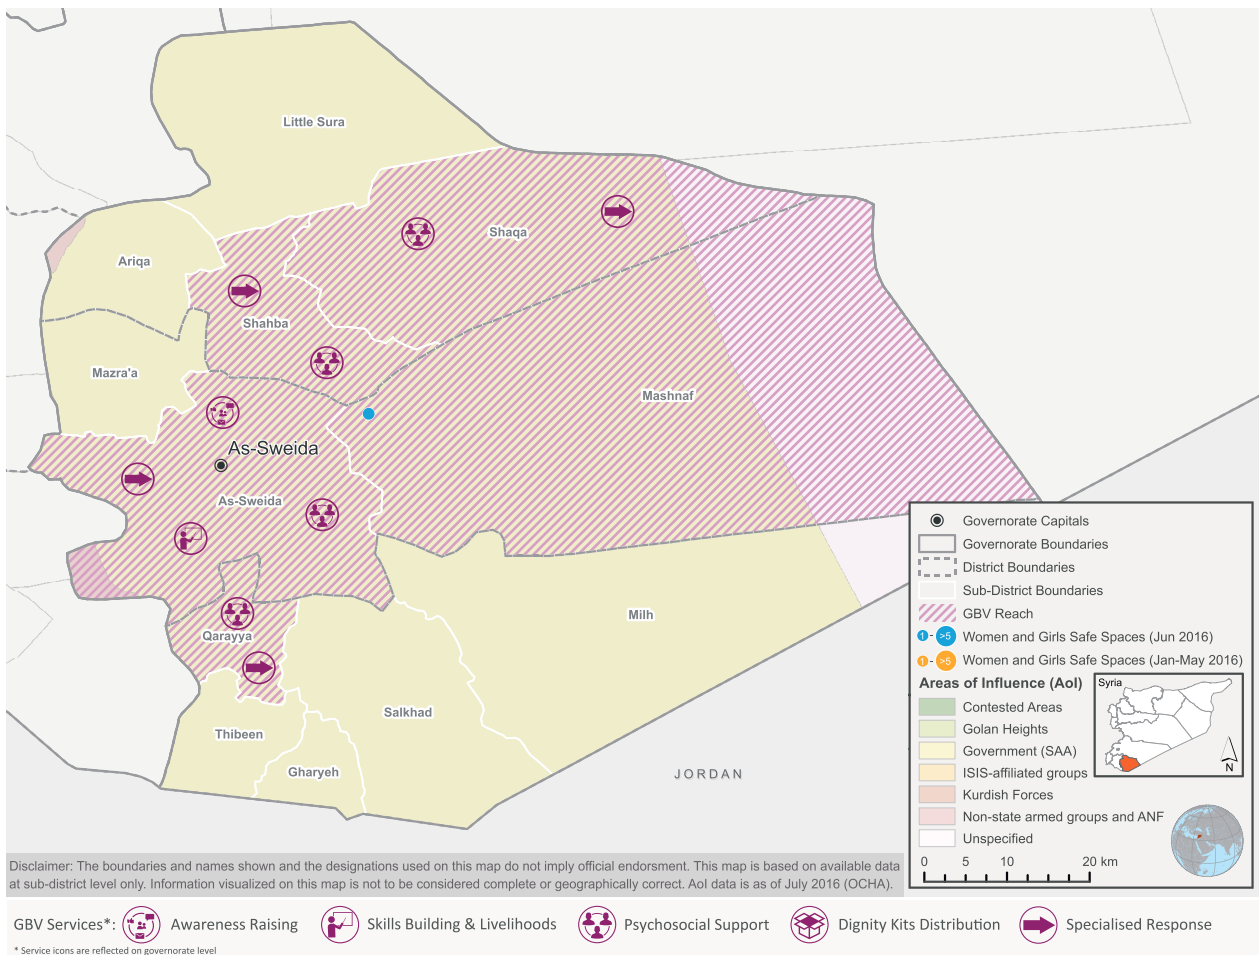 Little Sura
Shaqa
Ariqa
Shahba
Mazra'a
Mashnaf
As-Sweida
As-Sweida
Milh
Qarayya
Salkhad
Thibeen
Gharyeh
JORDAN
Governorate Capitals
Governorate Boundaries
District Boundaries
Sub-District Boundaries
GBV Reach
1 - >5 Women and Girls Safe Spaces (Jun 2016)
1 - >5 Women and Girls Safe Spaces (Jan-May 2016)
Areas of Influence (AoI)
Contested Areas
Golan Heights
Government (SAA)
ISIS-affiliated groups
Kurdish Forces
Non-state armed groups and ANF
Unspecified
Syria
N
0 5 10 20 km
Disclaimer: The boundaries and names shown and the designations used on this map do not imply official endorsment. This map is based on available data
at sub-district level only. Information visualized on this map is not to be considered complete or geographically correct. AoI data is as of July 2016 (OCHA).
GBV Services*: Awareness Raising Skills Building & Livelihoods Psychosocial Support Dignity Kits Distribution Specialised Response
* Service icons are reflected on governorate level